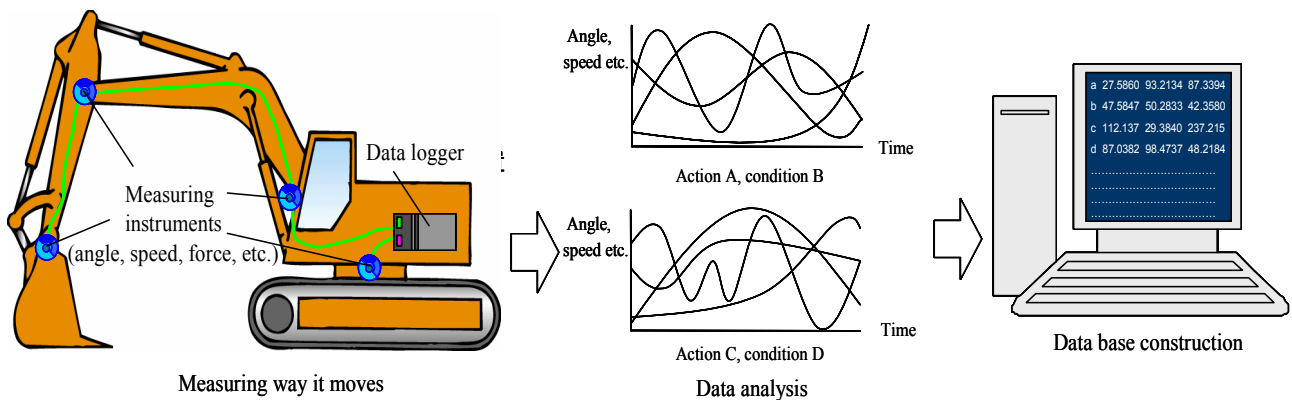 Data logger
Measuring
instruments
(angle, speed, force, etc.)
Measuring way it moves
Angle,
speed etc.
Time
Action A, condition B
Angle,
speed etc.
Time
Action C, condition D
Data analysis
a 27.5860 93.2134 87.3394
b 47.5847 50.2833 42.3580
c 112.137 29.3840 237.215
d 87.0382 98.4737 48.2184
Data base construction